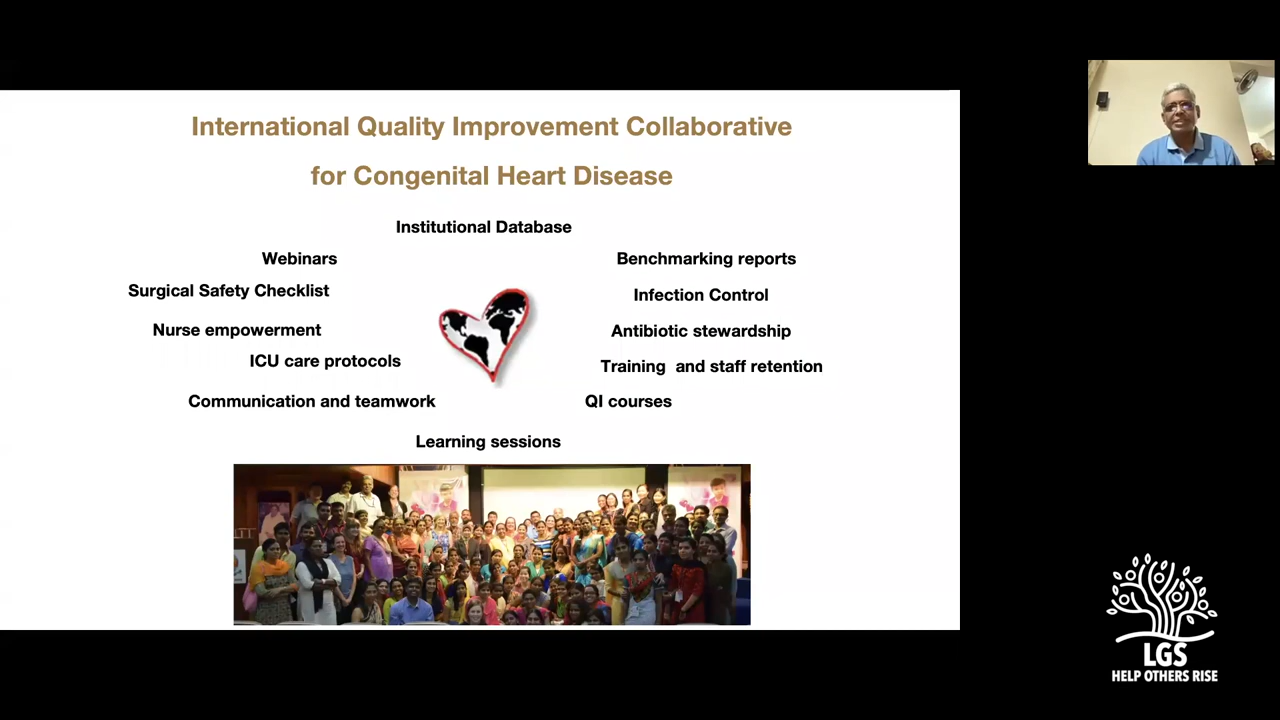 International Quality Improvement Collaborative
for Congenital Heart Disease
Institutional Database
Webinars
Benchmarking reports
Surgical Safety Checklist
Infection Control
Nurse empowerment
Antibiotic stewardship
ICU care protocols
Training and staff retention
Communication and teamwork
QI courses
Learning sessions
LGS
HELP OTHERS RISE